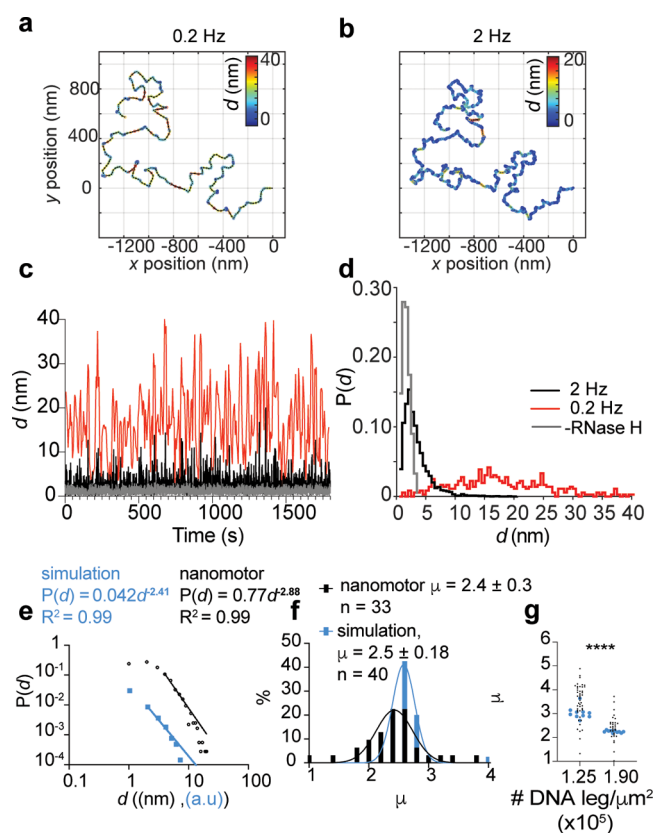 a
0.2 Hz
b
2 Hz
y position (nm)
800
400
0
d (nm)
40
0
d (nm)
20
0
-1200 -800 -400 0
x position (nm)
-1200 -800 -400 0
x position (nm)
c
d (nm)
40
30
20
10
0
0 500 1000 1500
Time (s)
d
P(d)
0.30
0.20
0.10
0
2 Hz
0.2 Hz
-RNase H
0 5 10 15 20 25 30 35 40
d (nm)
simulation
P(d) = 0.042d-2.41
R2 = 0.99
nanomotor
P(d) = 0.77d-2.88
R2 = 0.99
e
P(d)
1
10-1
10-2
10-3
10-4
0.1 1 10 100
d ((nm) ,(a.u))
f
nanomotor μ = 2.4 ± 0.3
n = 33
simulation,
μ = 2.5 ± 0.18
n = 40
%
50
40
30
20
10
0
1 2 3 4
μ
g
****
μ
5
4
3
2
1
1.25 1.90
# DNA leg/μm2
(x105)